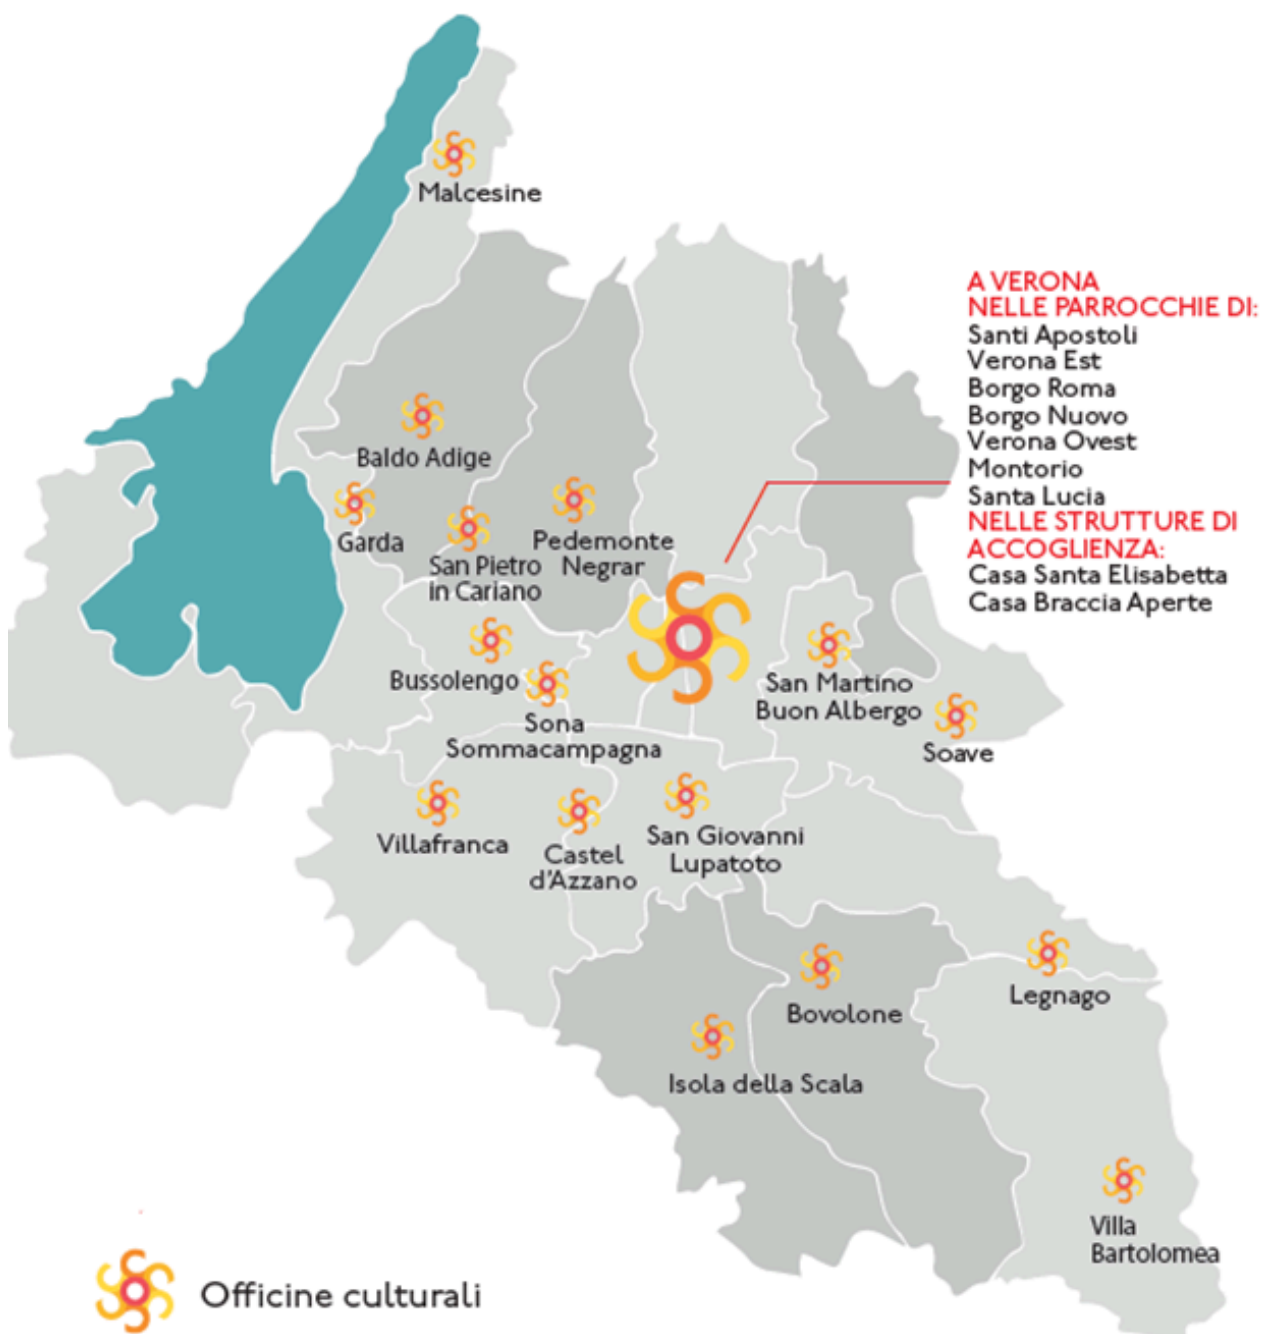 Malcesine
A VERONA
NELLE PARROCCHIE DI:
Santi Apostoli
Verona Est
Borgo Roma
Borgo Nuovo
Verona Ovest
Montorio
Santa Lucia
NELLE STRUTTURE DI
ACCOGLIENZA:
Casa Santa Elisabetta
Casa Braccia Aperte
Baldo Adige
Garda
San Pietro
in Cariano
Pedemonte
Negrar
Bussolengo
Sona
Sommacampagna
San Martino
Buon Albergo
Soave
Villafranca
Castel
d'Azzano
San Giovanni
Lupatoto
Bovolone
Legnago
Isola della Scala
Villa
Bartolomea
Officine culturali